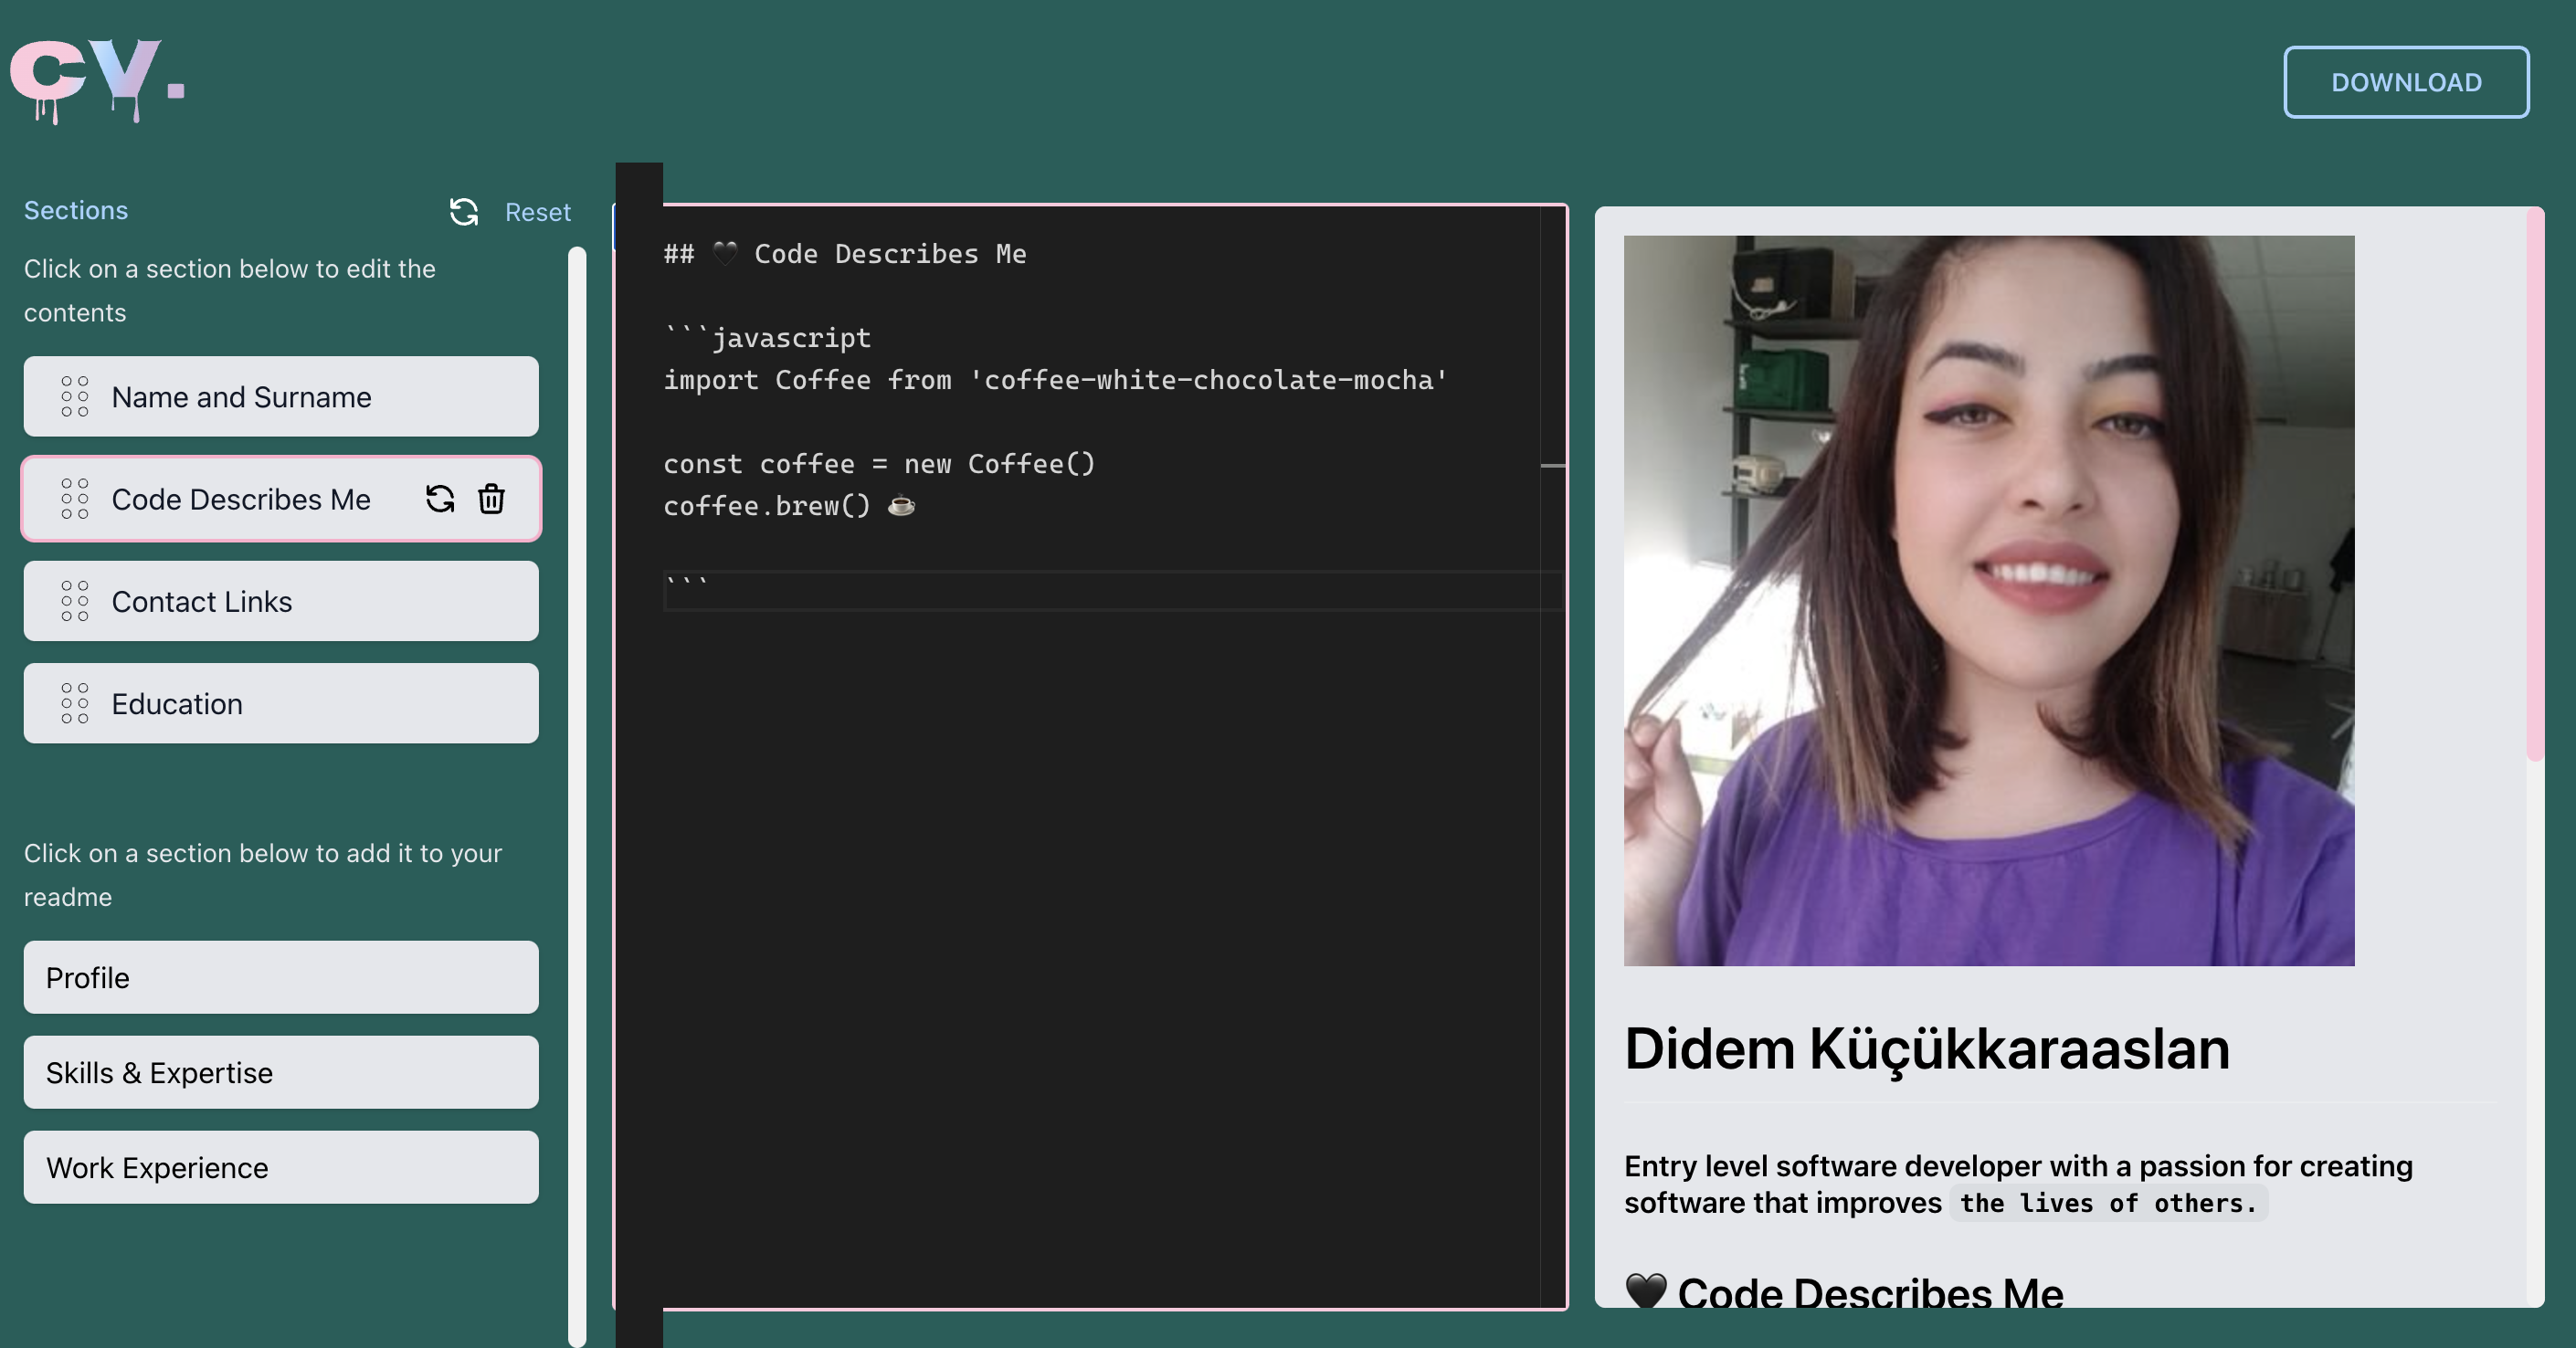 CV.
DOWNLOAD
Sections
Reset
Click on a section below to edit the
contents
Name and Surname
Code Describes Me
Contact Links
Education
Click on a section below to add it to your
readme
Profile
Skills & Expertise
Work Experience
## 🖤 Code Describes Me
```javascript
import Coffee from 'coffee-white-chocolate-mocha'
const coffee = new Coffee()
coffee.brew() ☕
```
Didem Küçükkaraaslan
Entry level software developer with a passion for creating
software that improves the lives of others.
🖤 Code Describes Me